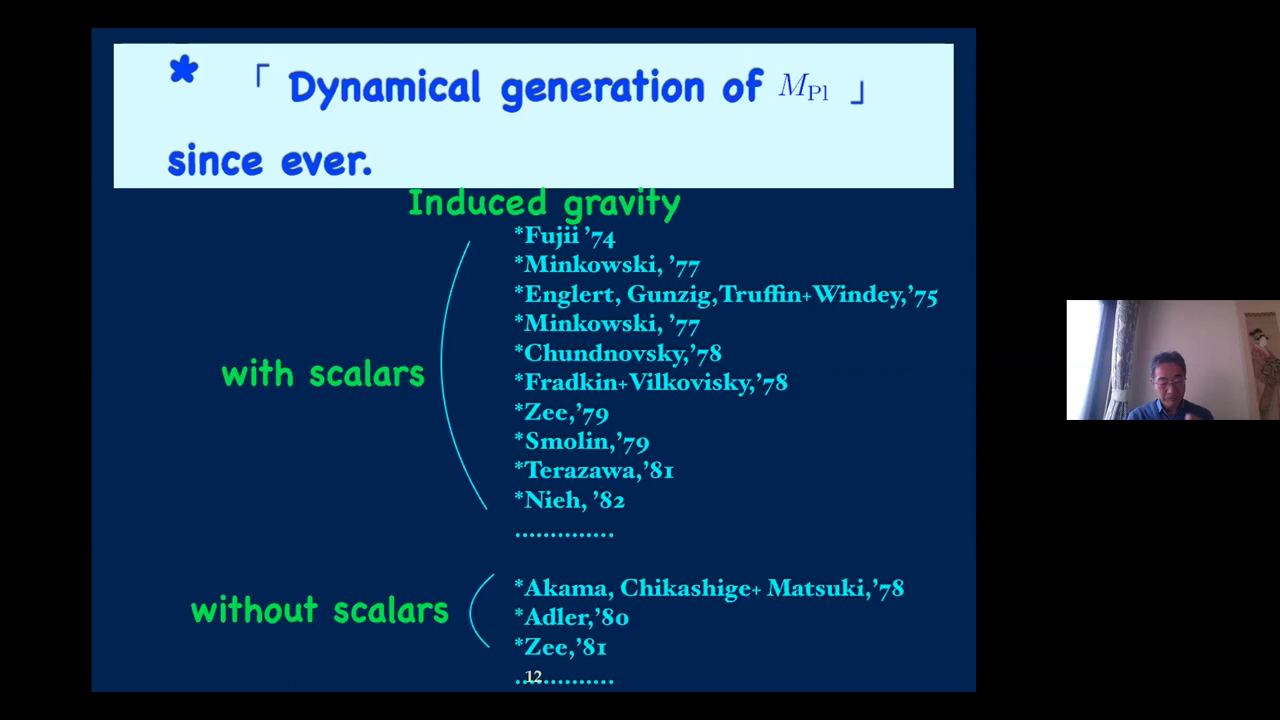 * 「 Dynamical generation of M_Pl 」
since ever.
Induced gravity
with scalars
*Fujii ’74
*Minkowski, ’77
*Englert, Gunzig,Truffin+Windey,’75
*Minkowski, ’77
*Chundnovsky,’78
*Fradkin+Vilkovisky,’78
*Zee,’79
*Smolin,’79
*Terazawa,’81
*Nieh, ’82
..............
without scalars
*Akama, Chikashige+ Matsuki,’78
*Adler,’80
*Zee,’81
..............
12